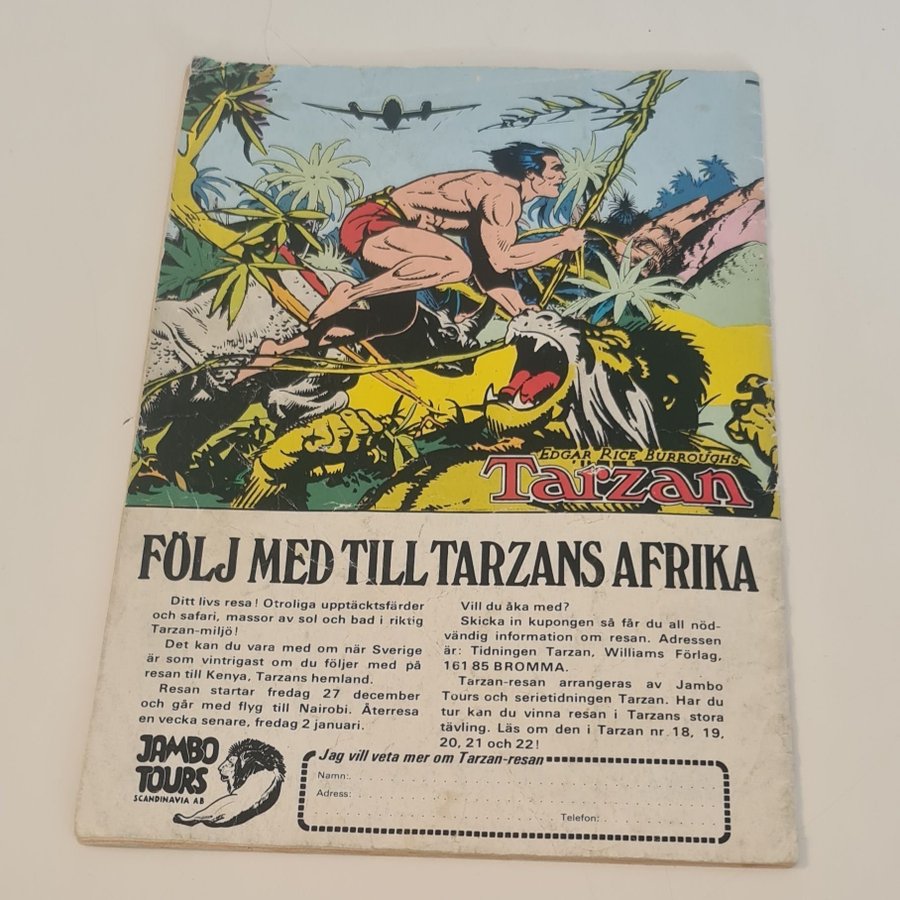 EDGAR RICE BURROUGHS
Tarzan
FÖLJ MED TILL TARZANS AFRIKA
Ditt livs resa! Otroliga upptäcktsfärder
och safari, massor av sol och bad i riktig
Tarzan-miljö!
Det kan du vara med om när Sverige
är som vintrigast om du följer med på
resan till Kenya, Tarzans hemland.
Resan startar fredag 27 december
och går med flyg till Nairobi. Återresa
en vecka senare, fredag 2 januari.
Vill du åka med?
Skicka in kupongen så får du all nöd-
vändig information om resan. Adressen
är: Tidningen Tarzan, Williams Förlag,
161 85 BROMMA.
Tarzan-resan arrangeras av Jambo
Tours och serietidningen Tarzan. Har du
tur kan du vinna resan i Tarzans stora
tävling. Läs om den i Tarzan nr 18, 19,
20, 21 och 22!
JAMBO
TOURS
SCANDINAVIA AB
Jag vill veta mer om Tarzan-resan
Namn:
Adress:
Telefon: